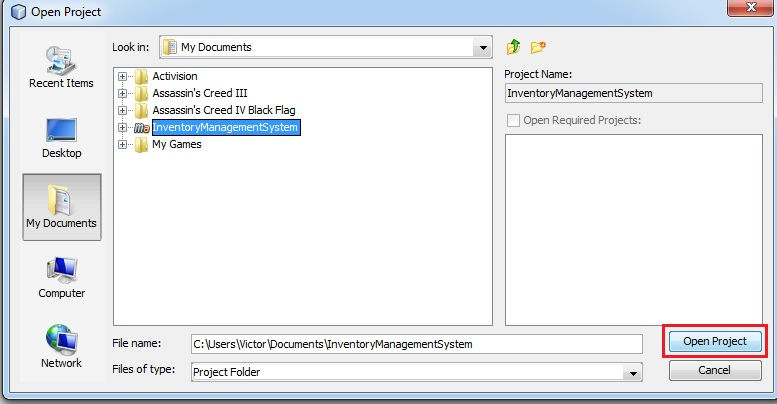 Open Project
Look in:
My Documents
Recent Items
Desktop
My Documents
Computer
Network
Activision
Assassin's Creed III
Assassin's Creed IV Black Flag
Ma InventoryManagementSystem
My Games
Project Name:
InventoryManagementSystem
Open Required Projects:
File name:
C:\Users\Victor\Documents\InventoryManagementSystem
Open Project
Files of type:
Project Folder
Cancel